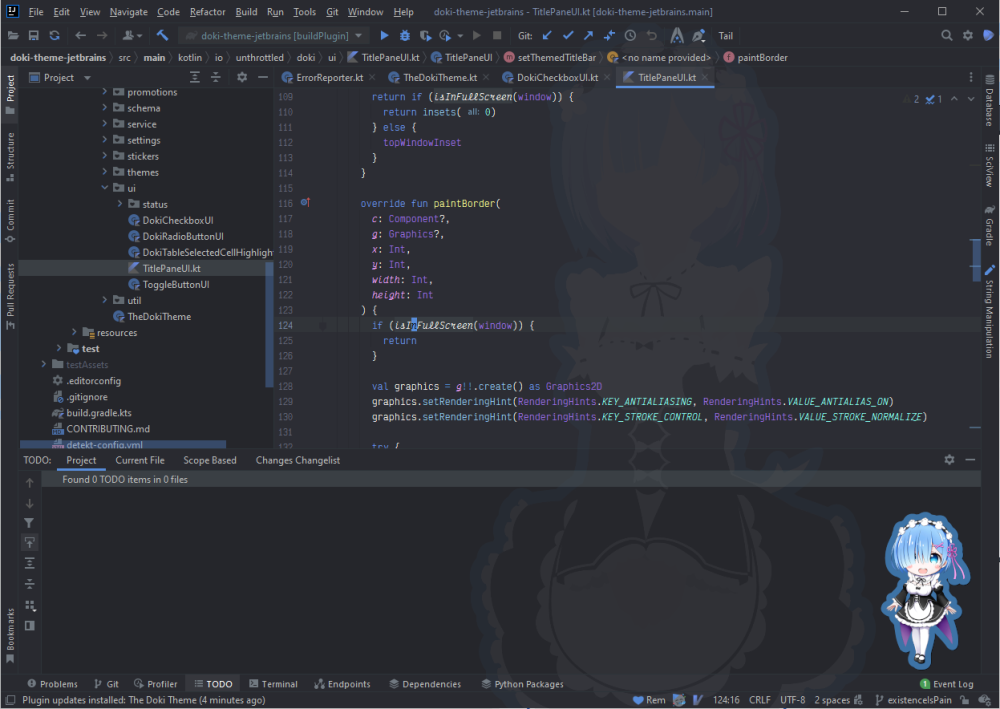 File Edit View Navigate Code Refactor Build Run Tools Git Window Help doki-theme-jetbrains - TitlePaneUI.kt [doki-theme-jetbrains.main]
doki-theme-jetbrains [buildPlugin] Git: Tail
doki-theme-jetbrains src main kotlin io unthrottled doki ui TitlePaneUI.kt TitlePaneUI setThemedTitleBar <no name provided> paintBorder
Project
ErrorReporter.kt TheDokiTheme.kt DokiCheckboxUI.kt TitlePaneUI.kt
Project
Structure
Commit
Pull Requests
Bookmarks
promotions
schema
service
settings
stickers
themes
ui
status
DokiCheckboxUI
DokiRadioButtonUI
DokiTableSelectedCellHighligh
TitlePaneUI.kt
ToggleButtonUI
util
TheDokiTheme
resources
test
testAssets
.editorconfig
.gitignore
build.gradle.kts
CONTRIBUTING.md
detekt-config.yml
2 1
109 return if (isInFullScreen(window)) {
110 return insets( all: 0)
111 } else {
112 topWindowInset
113 }
114 }
115
116 override fun paintBorder(
117 c: Component?,
118 g: Graphics?,
119 x: Int,
120 y: Int,
121 width: Int,
122 height: Int
123 ) {
124 if (isInFullScreen(window)) {
125 return
126 }
127
128 val graphics = g!!.create() as Graphics2D
129 graphics.setRenderingHint(RenderingHints.KEY_ANTIALIASING, RenderingHints.VALUE_ANTIALIAS_ON)
130 graphics.setRenderingHint(RenderingHints.KEY_STROKE_CONTROL, RenderingHints.VALUE_STROKE_NORMALIZE)
131
132 try {
Database
SciView
Gradle
String Manipulation
TODO: Project Current File Scope Based Changes Changelist
Found 0 TODO items in 0 files
Problems Git Profiler TODO Terminal Endpoints Dependencies Python Packages 1 Event Log
Plugin updates installed: The Doki Theme (4 minutes ago) Rem 124:16 CRLF UTF-8 2 spaces existenceIsPain